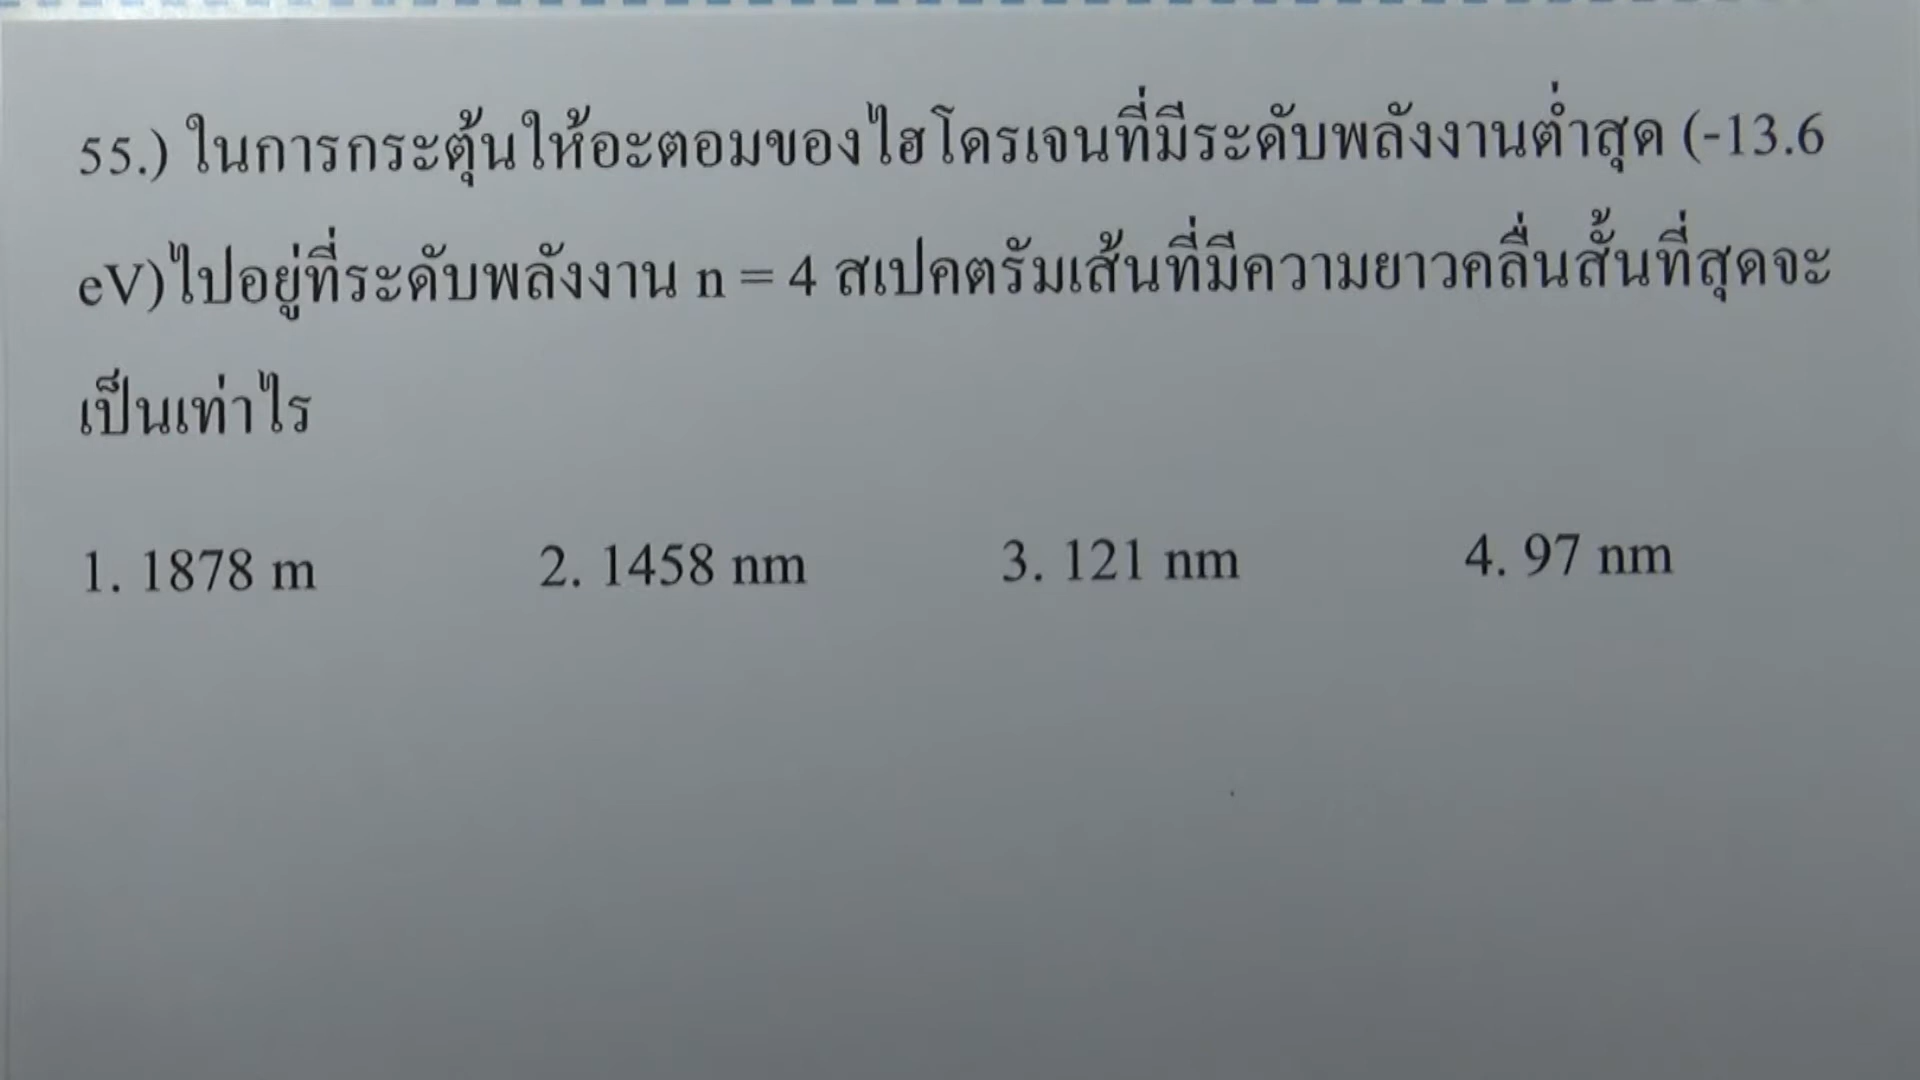 55.) ในการกระตุ้นให้อะตอมของไฮโดรเจนที่มีระดับพลังงานต่ำสุด (-13.6
eV)ไปอยู่ที่ระดับพลังงาน n = 4 สเปคตรัมเส้นที่มีความยาวคลื่นสั้นที่สุดจะ
เป็นเท่าไร
1. 1878 m 2. 1458 nm 3. 121 nm 4. 97 nm